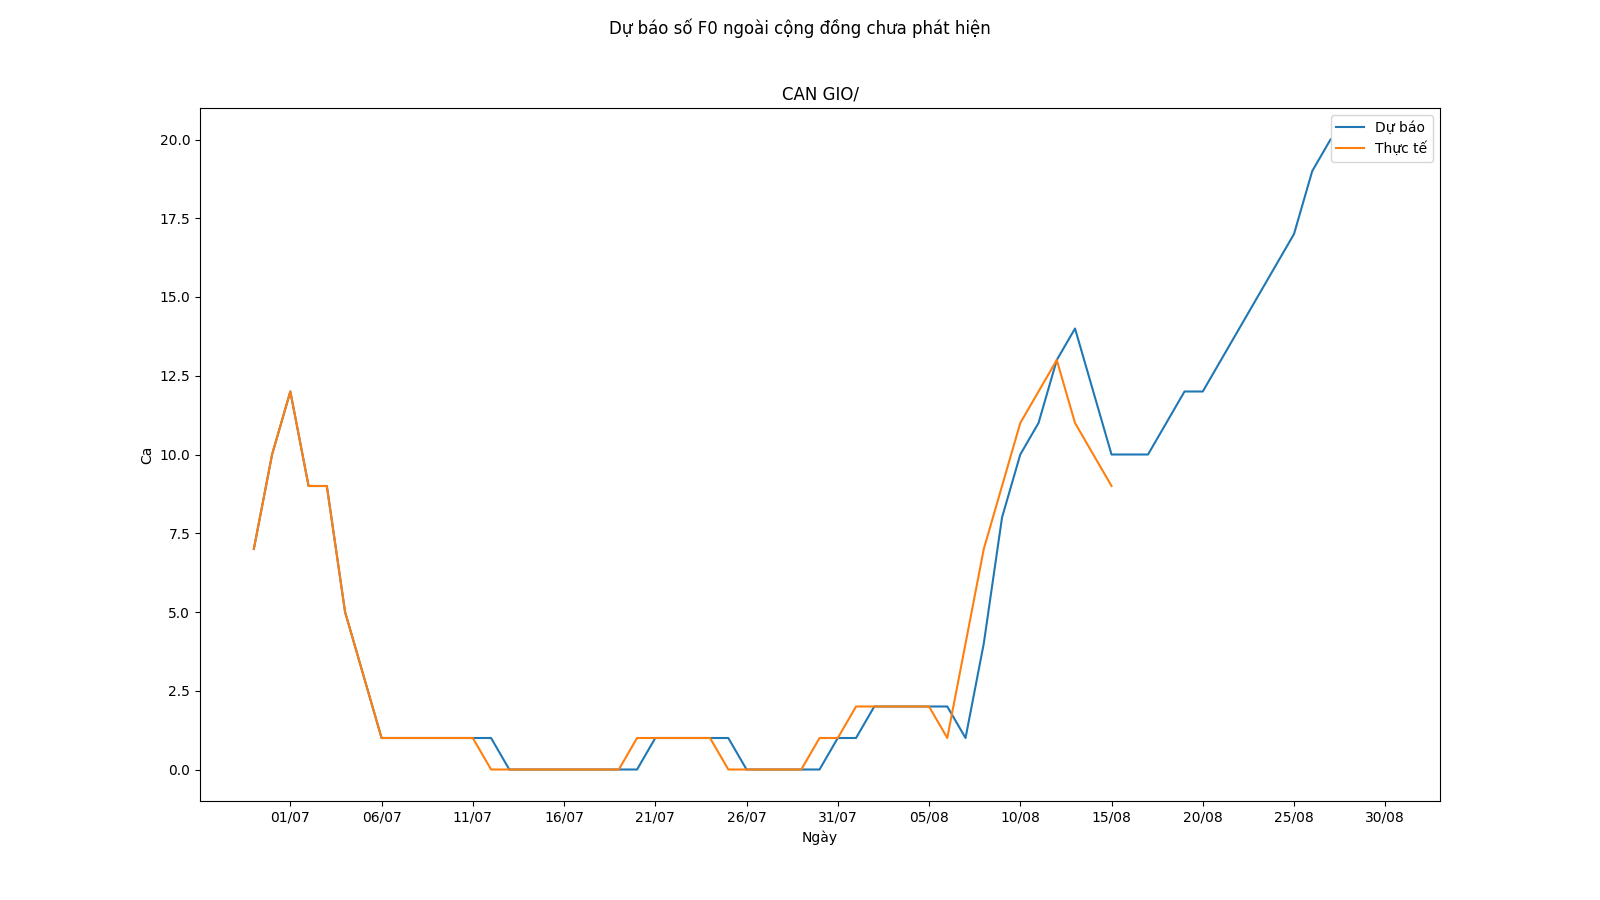 Dự báo số F0 ngoài cộng đồng chưa phát hiện
CAN GIO/
Dự báo
Thực tế
20.0
17.5
15.0
12.5
10.0
7.5
5.0
2.5
0.0
Ca
01/07 06/07 11/07 16/07 21/07 26/07 31/07 05/08 10/08 15/08 20/08 25/08 30/08
Ngày